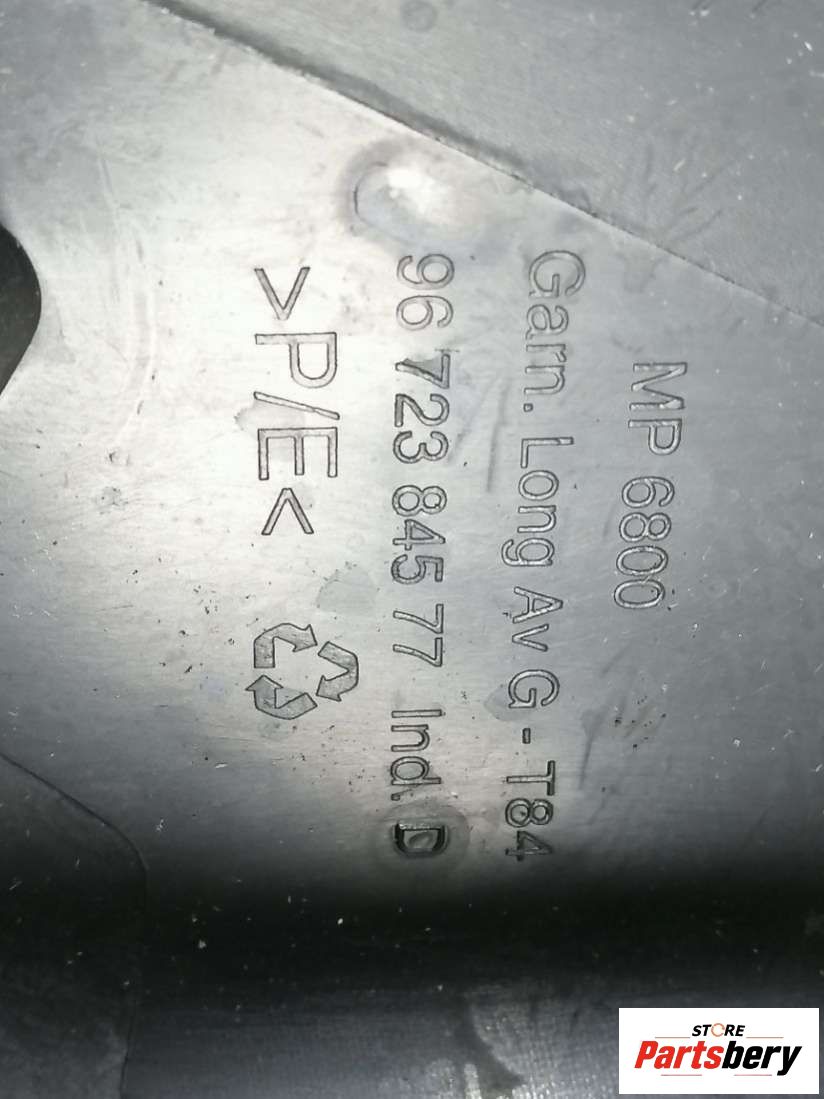 MP 6800
Garn. Long Av G - T84
96 723 845 77 Ind. D
>P/E<
STORE
Partsbery